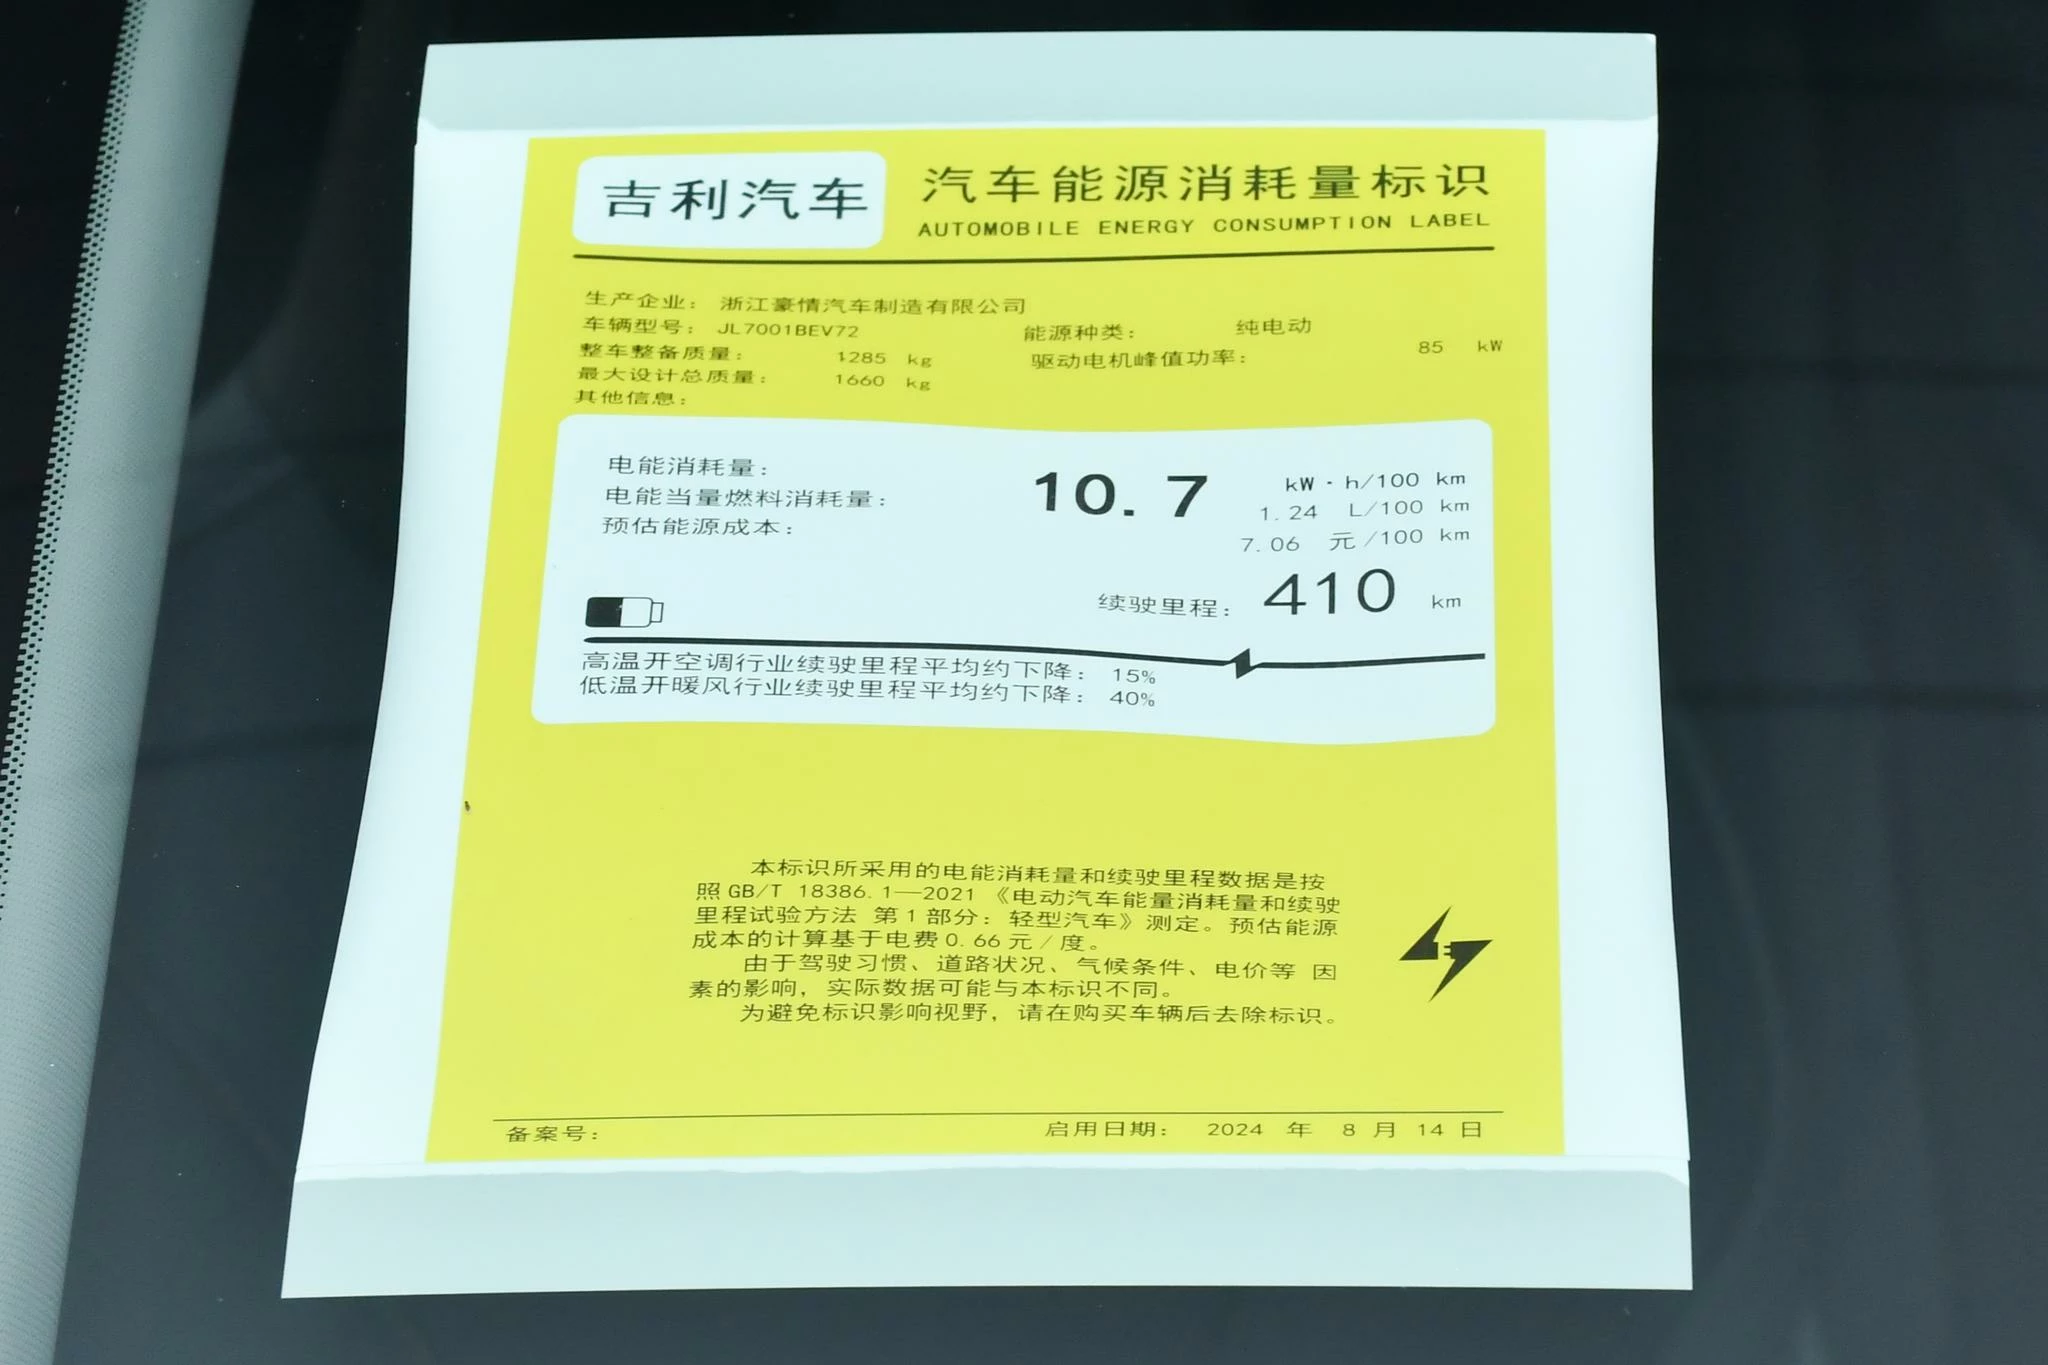 吉利汽车
汽车能源消耗量标识
AUTOMOBILE ENERGY CONSUMPTION LABEL
生产企业: 浙江豪情汽车制造有限公司
车辆型号: JL7001BEV72 能源种类: 纯电动
整车整备质量: 1285 kg 驱动电机峰值功率: 85 kW
最大设计总质量: 1660 kg
其他信息:
电能消耗量: 10.7 kW·h/100 km
电能当量燃料消耗量: 1.24 L/100 km
预估能源成本: 7.06 元/100 km
续驶里程: 410 km
高温开空调行业续驶里程平均约下降: 15%
低温开暖风行业续驶里程平均约下降: 40%
本标识所采用的电能消耗量和续驶里程数据是按
照GB/T 18386.1—2021《电动汽车能量消耗量和续驶
里程试验方法 第1部分: 轻型汽车》测定。预估能源
成本的计算基于电费0.66元/度。
由于驾驶习惯、道路状况、气候条件、电价等 因
素的影响, 实际数据可能与本标识不同。
为避免标识影响视野, 请在购买车辆后去除标识。
备案号: 启用日期: 2024 年 8 月 14 日